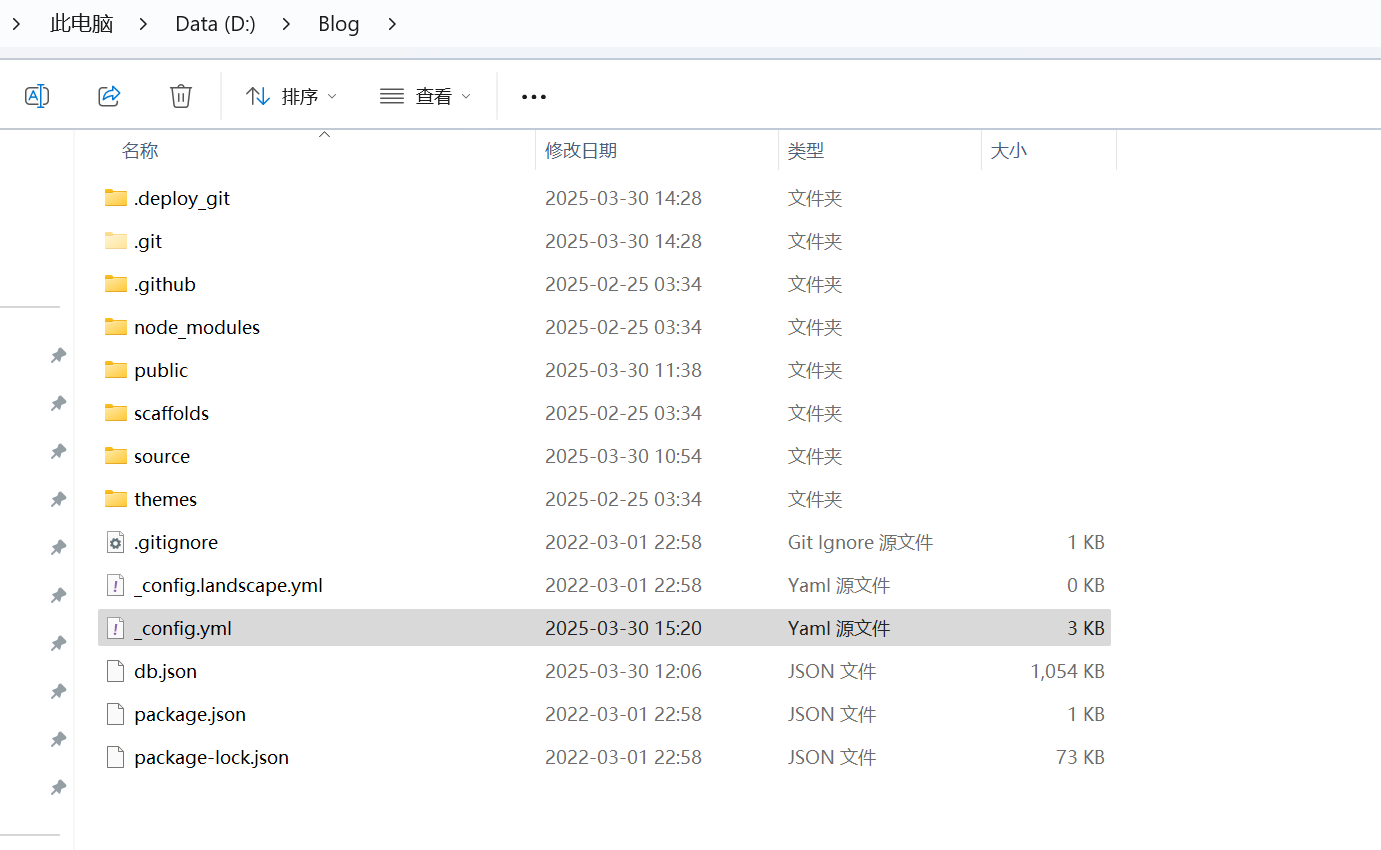 此电脑 Data (D:) Blog
排序 查看
名称 修改日期 类型 大小
.deploy_git 2025-03-30 14:28 文件夹
.git 2025-03-30 14:28 文件夹
.github 2025-02-25 03:34 文件夹
node_modules 2025-02-25 03:34 文件夹
public 2025-03-30 11:38 文件夹
scaffolds 2025-02-25 03:34 文件夹
source 2025-03-30 10:54 文件夹
themes 2025-02-25 03:34 文件夹
.gitignore 2022-03-01 22:58 Git Ignore 源文件 1 KB
_config.landscape.yml 2022-03-01 22:58 Yaml 源文件 0 KB
_config.yml 2025-03-30 15:20 Yaml 源文件 3 KB
db.json 2025-03-30 12:06 JSON 文件 1,054 KB
package.json 2022-03-01 22:58 JSON 文件 1 KB
package-lock.json 2022-03-01 22:58 JSON 文件 73 KB